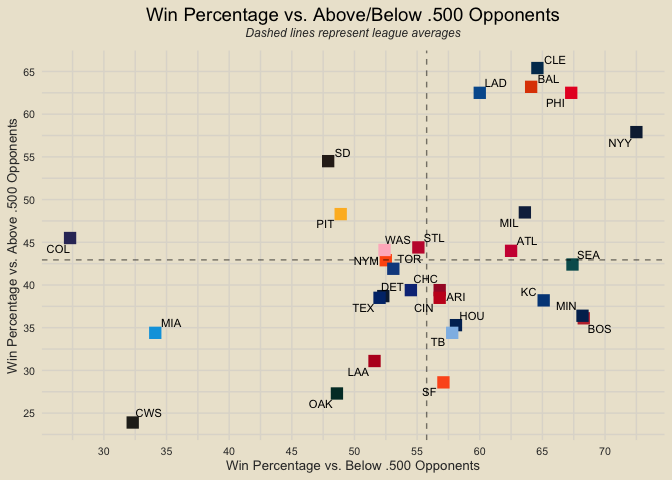 Win Percentage vs. Above/Below .500 Opponents
Dashed lines represent league averages
Win Percentage vs. Above .500 Opponents
65
60
55
50
45
40
35
30
25
CLE
LAD
BAL
PHI
NYY
SD
PIT
MIL
COL
WAS
STL
ATL
NYM
TOR
SEA
DET
CHC
TEX
CIN
ARI
KC
MIN
MIA
HOU
TB
BOS
LAA
SF
OAK
CWS
30
35
40
45
50
55
60
65
70
Win Percentage vs. Below .500 Opponents